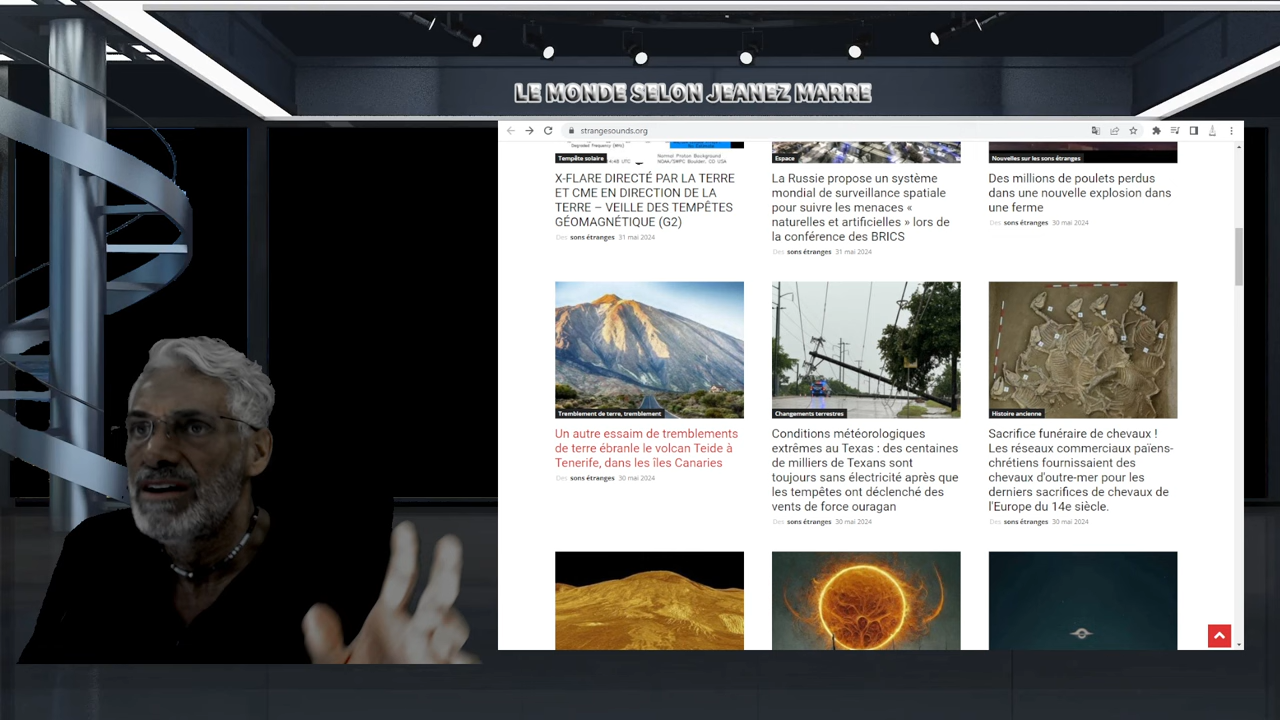 LE MONDE SELON JEANEZ MARRE
strangesounds.org
Tempête solaire
Espace
Nouvelles sur les sons étranges
X-FLARE DIRECTÉ PAR LA TERRE
ET CME EN DIRECTION DE LA
TERRE – VEILLE DES TEMPÊTES
GÉOMAGNÉTIQUE (G2)
Des sons étranges 31 mai 2024
La Russie propose un système
mondial de surveillance spatiale
pour suivre les menaces «
naturelles et artificielles » lors de
la conférence des BRICS
Des sons étranges 31 mai 2024
Des millions de poulets perdus
dans une nouvelle explosion dans
une ferme
Des sons étranges 30 mai 2024
Tremblement de terre, tremblement
Un autre essaim de tremblements
de terre ébranle le volcan Teide à
Tenerife, dans les îles Canaries
Des sons étranges 30 mai 2024
Changements terrestres
Conditions météorologiques
extrêmes au Texas : des centaines
de milliers de Texans sont
toujours sans électricité après que
les tempêtes ont déclenché des
vents de force ouragan
Des sons étranges 30 mai 2024
Histoire ancienne
Sacrifice funéraire de chevaux !
Les réseaux commerciaux païens-
chrétiens fournissaient des
chevaux d'outre-mer pour les
derniers sacrifices de chevaux de
l'Europe du 14e siècle.
Des sons étranges 30 mai 2024